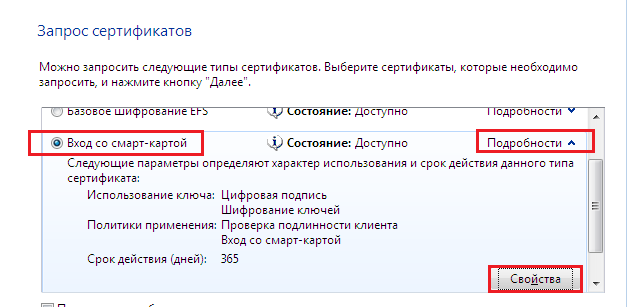 Запрос сертификатов
Можно запросить следующие типы сертификатов. Выберите сертификаты, которые необходимо
запросить, и нажмите кнопку "Далее".
Базовое шифрование EFS Состояние: Доступно Подробности
Вход со смарт-картой Состояние: Доступно Подробности
Следующие параметры определяют характер использования и срок действия данного типа
сертификата:
Использование ключа: Цифровая подпись
Шифрование ключей
Политики применения: Проверка подлинности клиента
Вход со смарт-картой
Срок действия (дней): 365
Свойства